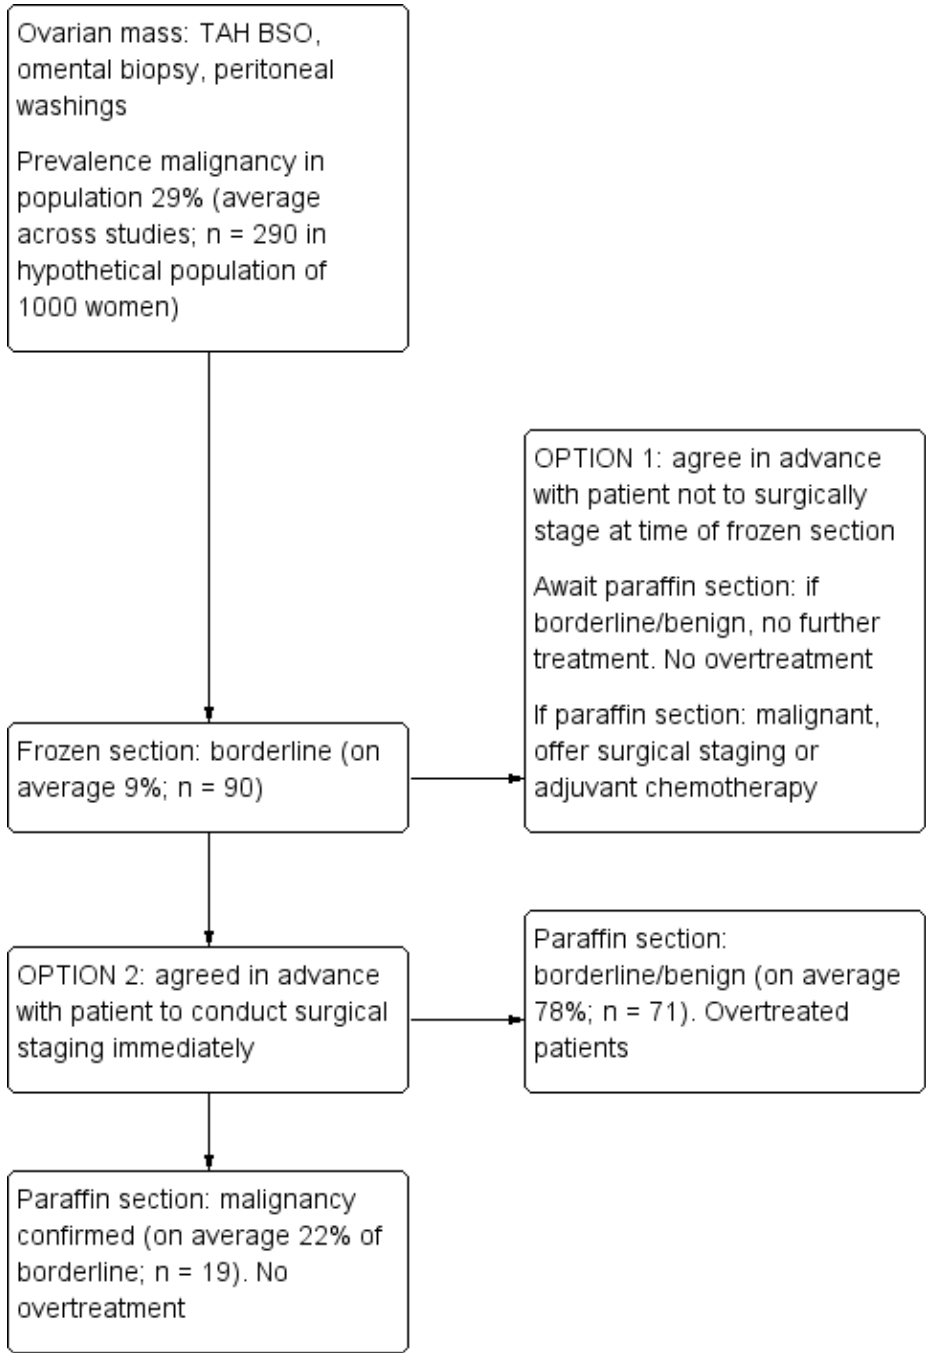 Ovarian mass: TAH BSO,
omental biopsy, peritoneal
washings
Prevalence malignancy in
population 29% (average
across studies; n = 290 in
hypothetical population of
1000 women)
OPTION 1: agree in advance
with patient not to surgically
stage at time of frozen section
Await paraffin section: if
borderline/benign, no further
treatment. No overtreatment
If paraffin section: malignant,
offer surgical staging or
adjuvant chemotherapy
Frozen section: borderline (on
average 9%; n = 90)
OPTION 2: agreed in advance
with patient to conduct surgical
staging immediately
Paraffin section:
borderline/benign (on average
78%; n = 71). Overtreated
patients
Paraffin section: malignancy
confirmed (on average 22% of
borderline; n = 19). No
overtreatment